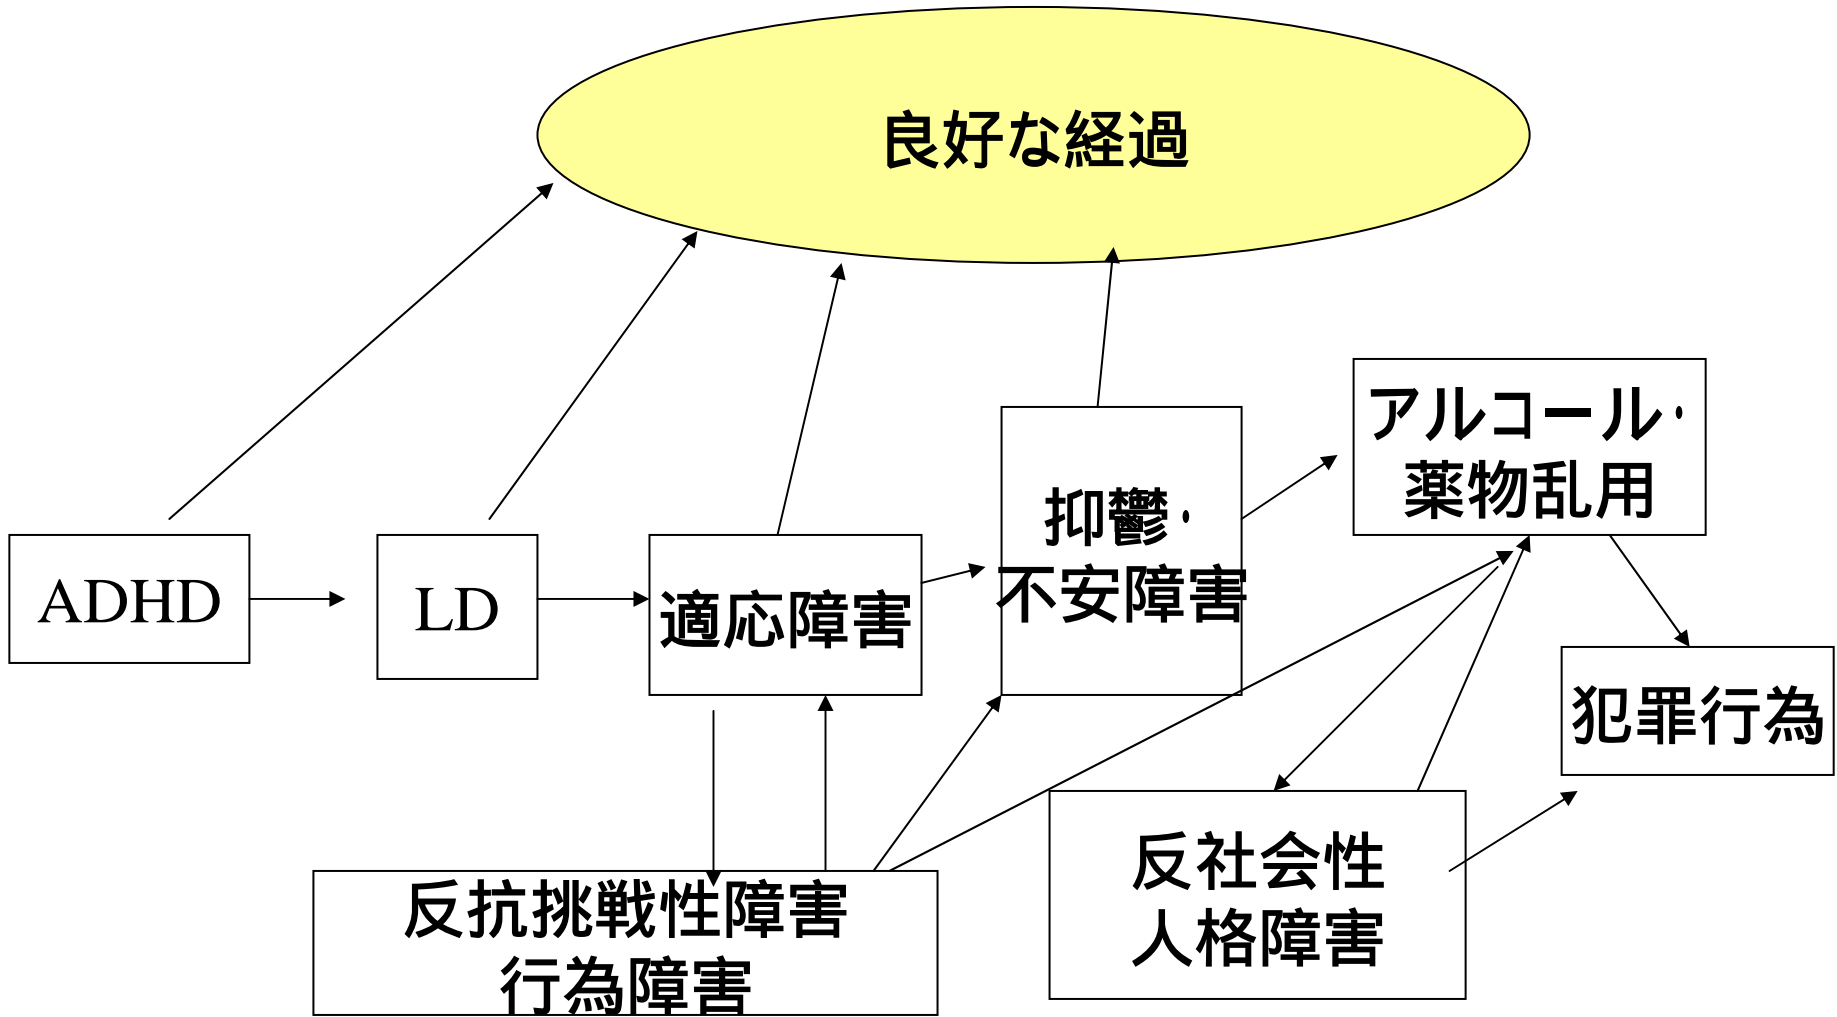 良好な経過
アルコール・
薬物乱用
抑鬱・
不安障害
ADHD
LD
適応障害
犯罪行為
反社会性
人格障害
反抗挑戦性障害
行為障害